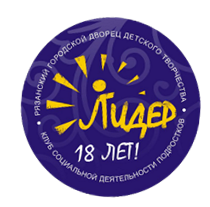 РЯЗАНСКИЙ ГОРОДСКОЙ ДВОРЕЦ ДЕТСКОГО ТВОРЧЕСТВА
ЛИДЕР
18 ЛЕТ!
КЛУБ СОЦИАЛЬНОЙ ДЕЯТЕЛЬНОСТИ ПОДРОСТКОВ